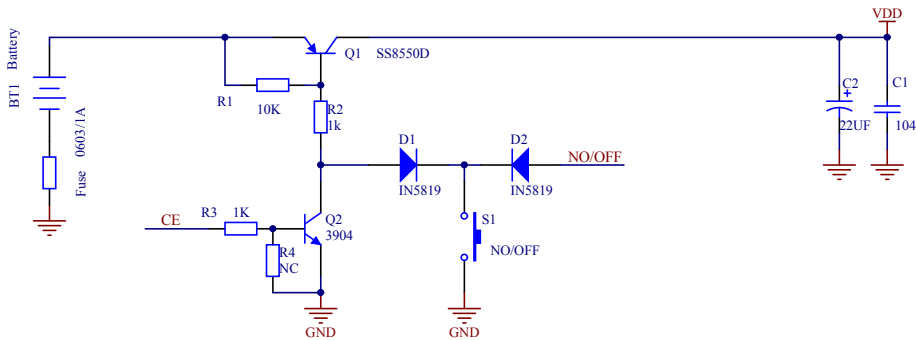 VDD
BT1 Battery
Q1
SS8550D
R1
10K
R2
1k
C2
+
22UF
C1
104
Fuse 0603/1A
D1
IN5819
D2
IN5819
NO/OFF
CE
R3
1K
Q2
3904
R4
NC
S1
NO/OFF
GND
GND